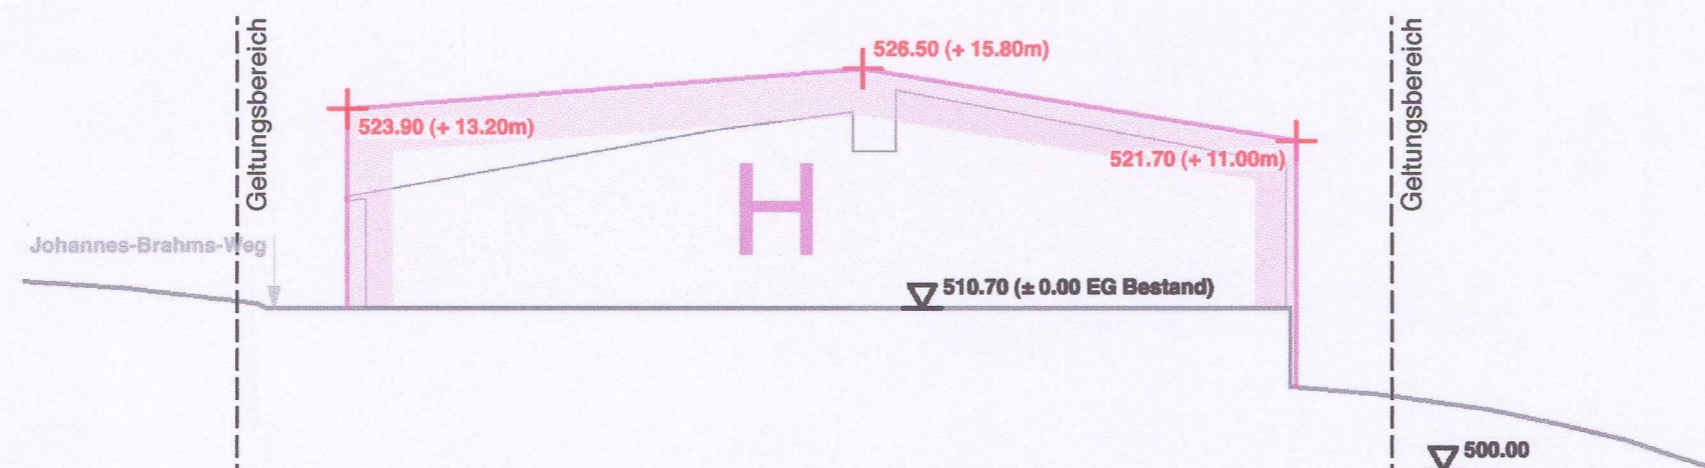 Geltungsbereich
526.50 (+ 15.80m)
Geltungsbereich
523.90 (+ 13.20m)
521.70 (+ 11.00m)
H
Johannes-Brahms-Weg
510.70 (± 0.00 EG Bestand)
500.00